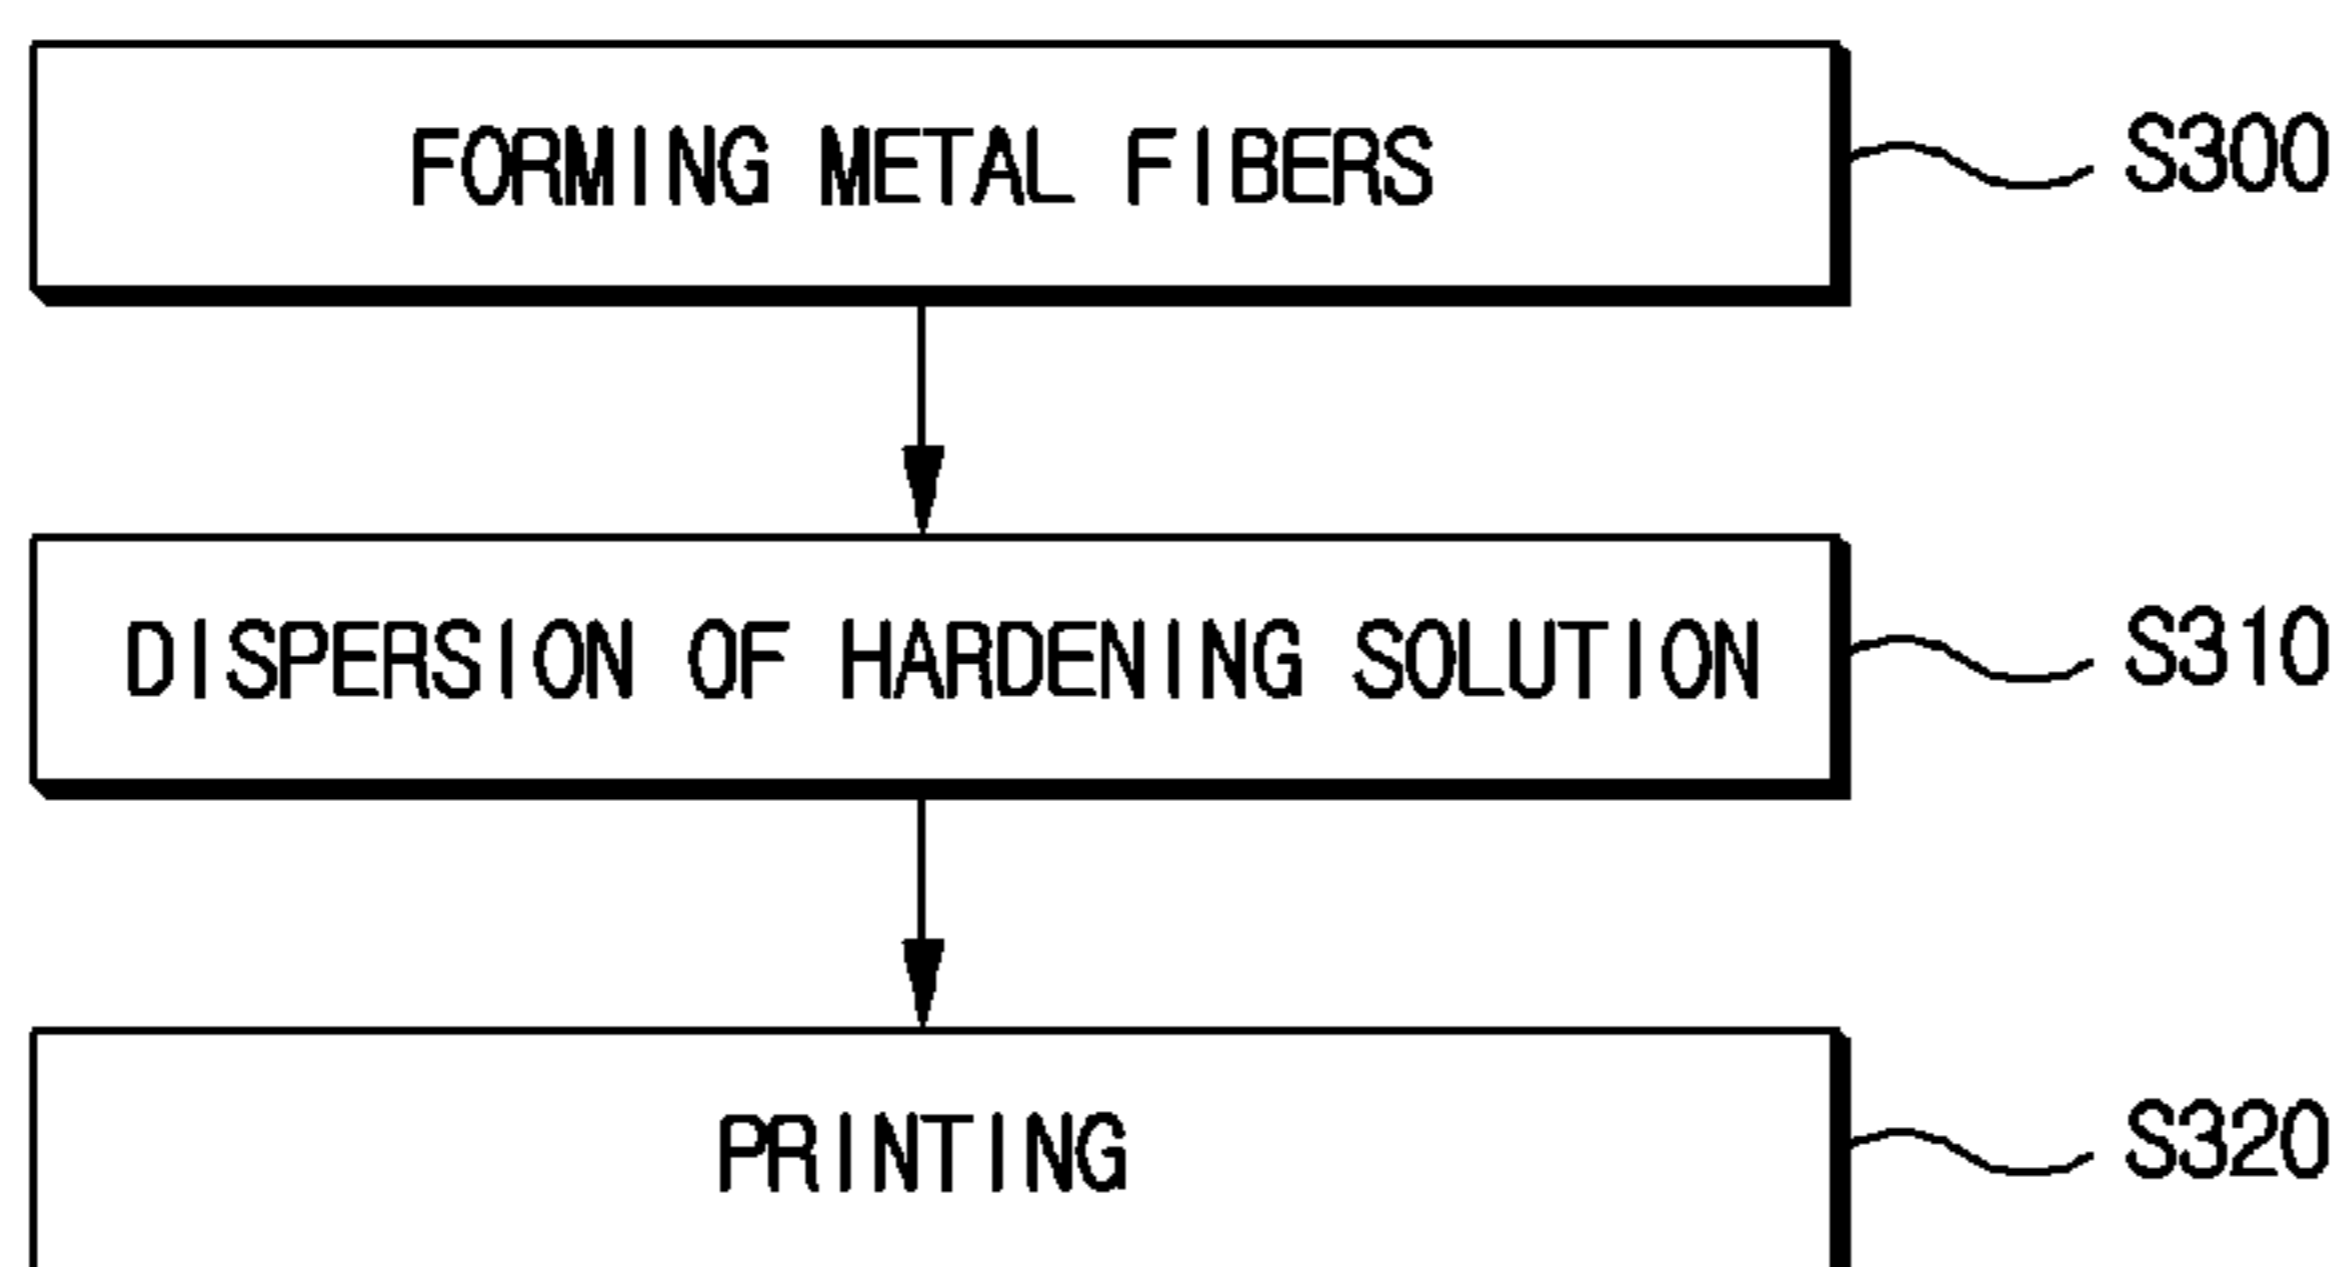 FORMING METAL FIBERS S300
DISPERSION OF HARDENING SOLUTION S310
PRINTING S320